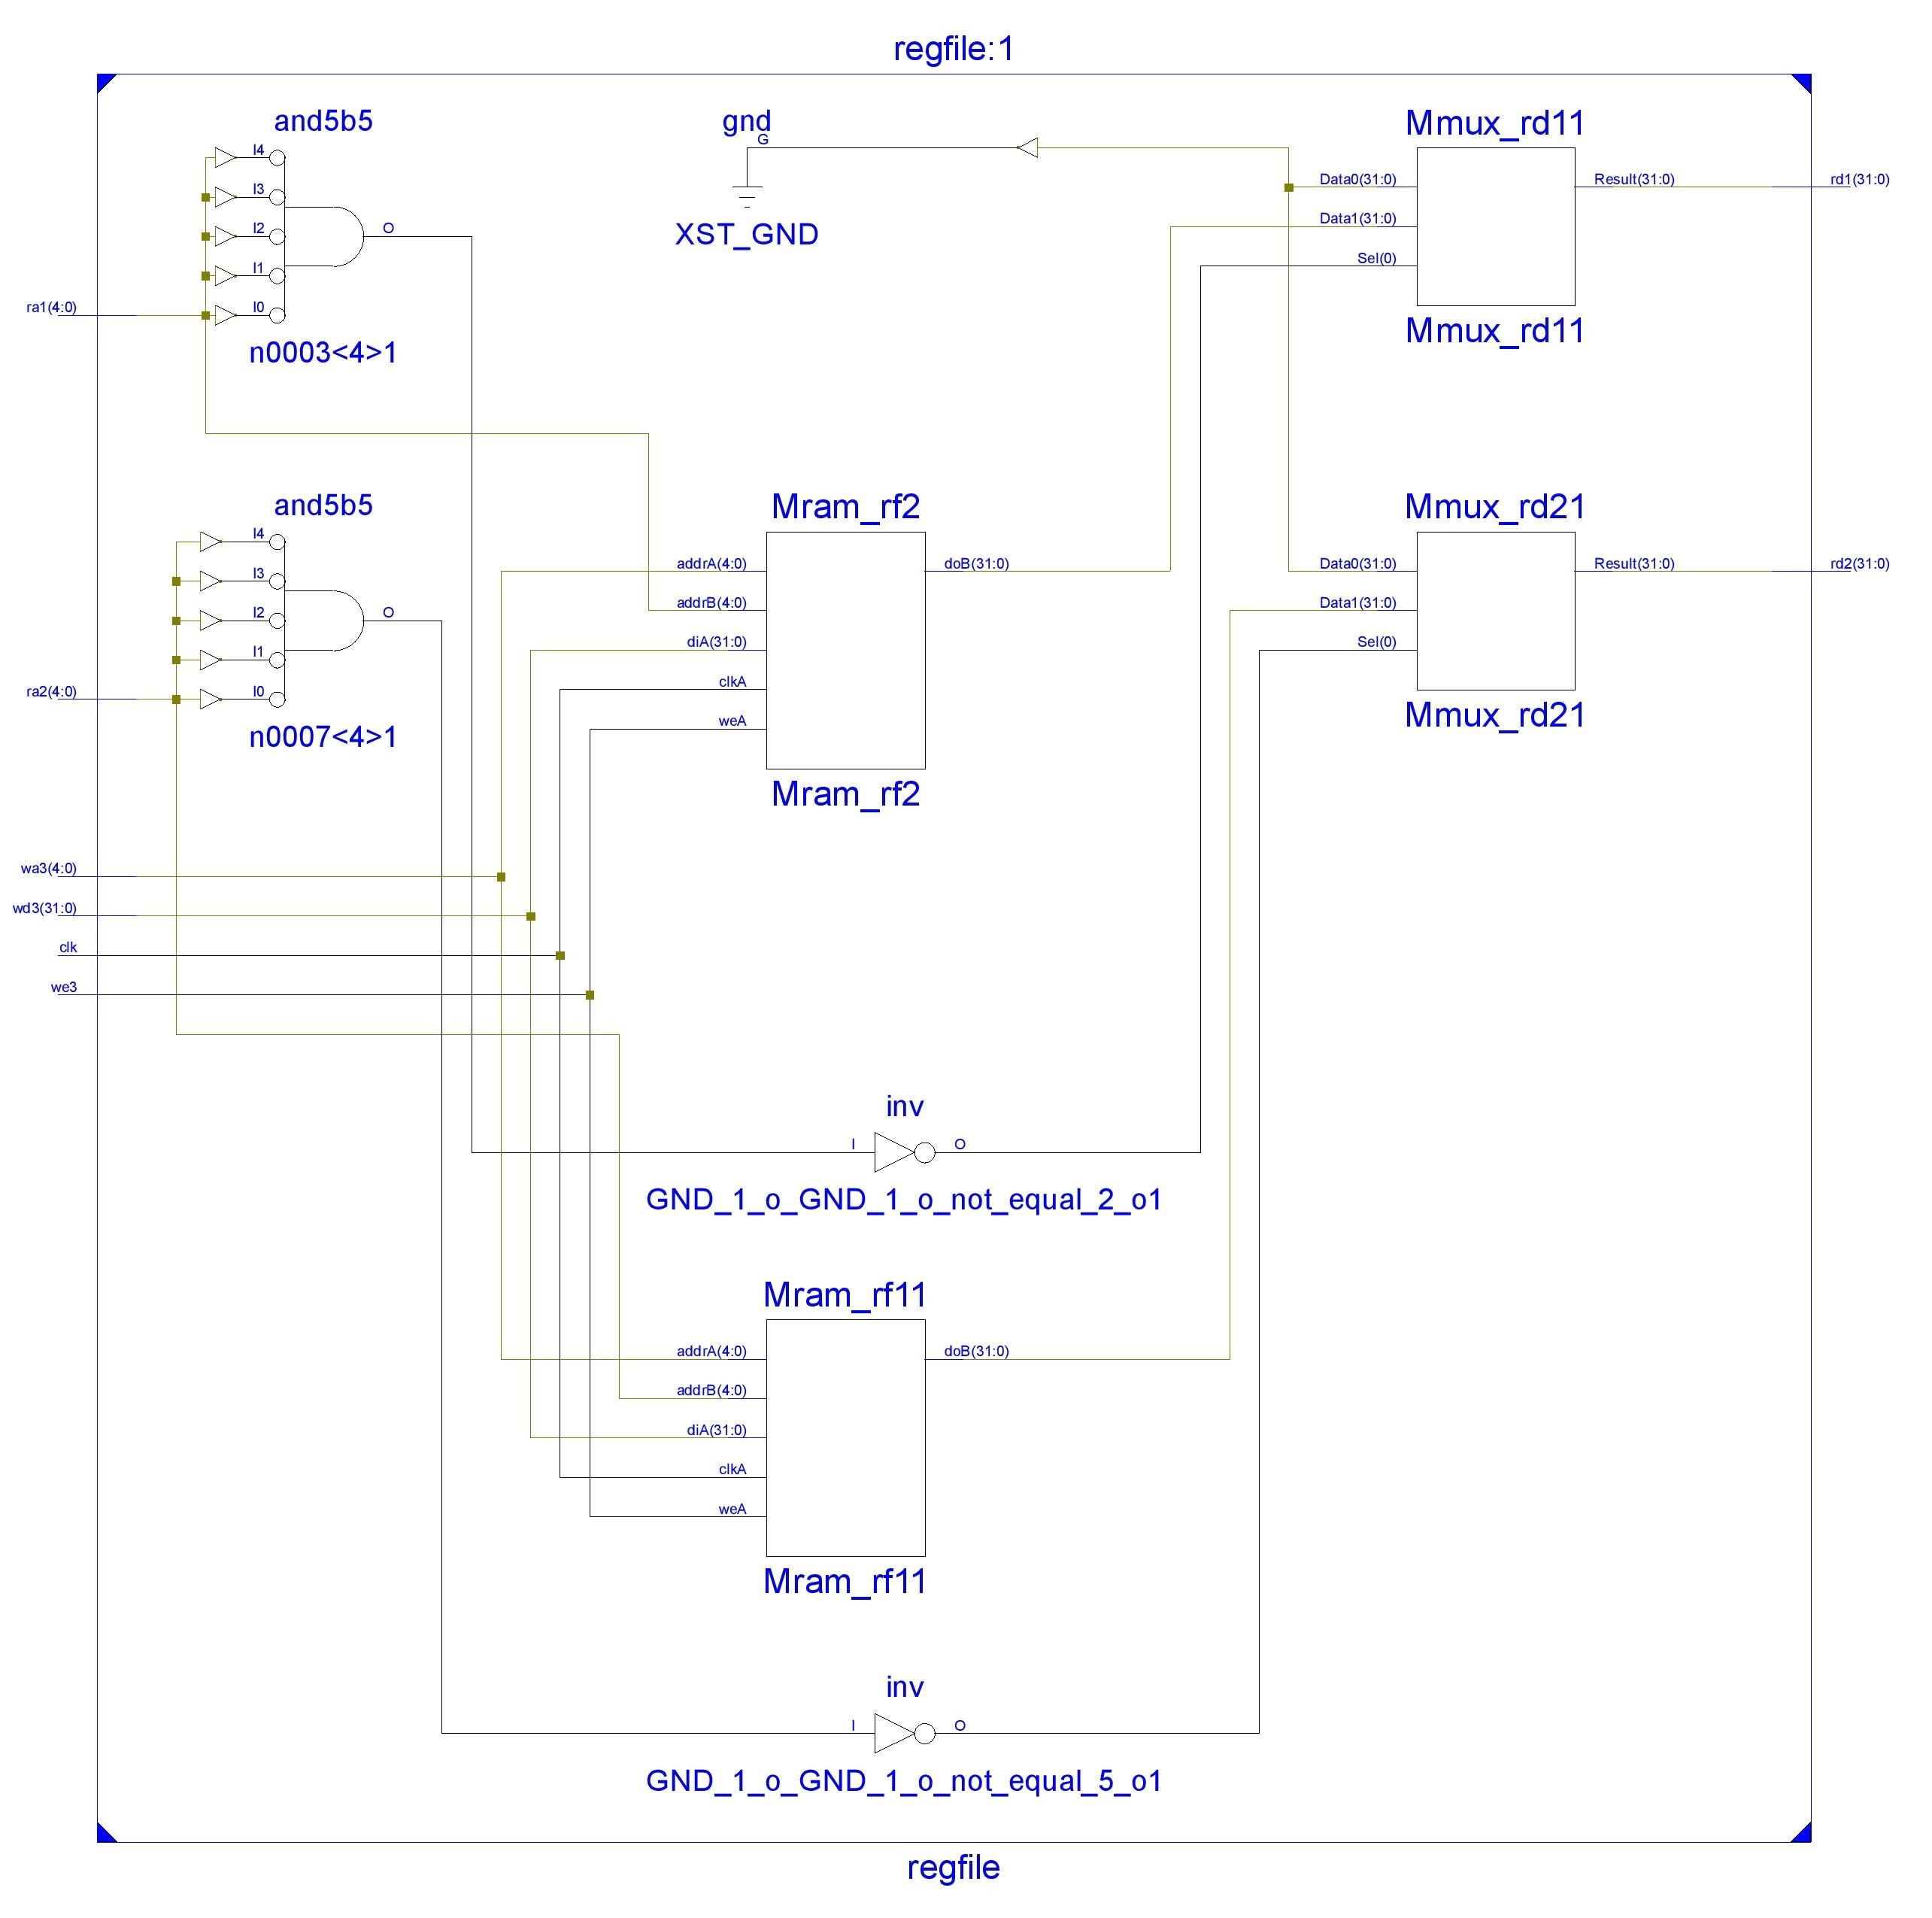 regfile:1
and5b5
I4
I3
I2
I1
I0
O
n0003<4>1
ra1(4:0)
gnd
G
XST_GND
Mmux_rd11
Data0(31:0)
Data1(31:0)
Sel(0)
Result(31:0)
rd1(31:0)
Mmux_rd11
and5b5
I4
I3
I2
I1
I0
O
n0007<4>1
ra2(4:0)
Mram_rf2
addrA(4:0)
addrB(4:0)
diA(31:0)
clkA
weA
doB(31:0)
Mram_rf2
Mmux_rd21
Data0(31:0)
Data1(31:0)
Sel(0)
Result(31:0)
rd2(31:0)
Mmux_rd21
wa3(4:0)
wd3(31:0)
clk
we3
inv
I
O
GND_1_o_GND_1_o_not_equal_2_o1
Mram_rf11
addrA(4:0)
addrB(4:0)
diA(31:0)
clkA
weA
doB(31:0)
Mram_rf11
inv
I
O
GND_1_o_GND_1_o_not_equal_5_o1
regfile